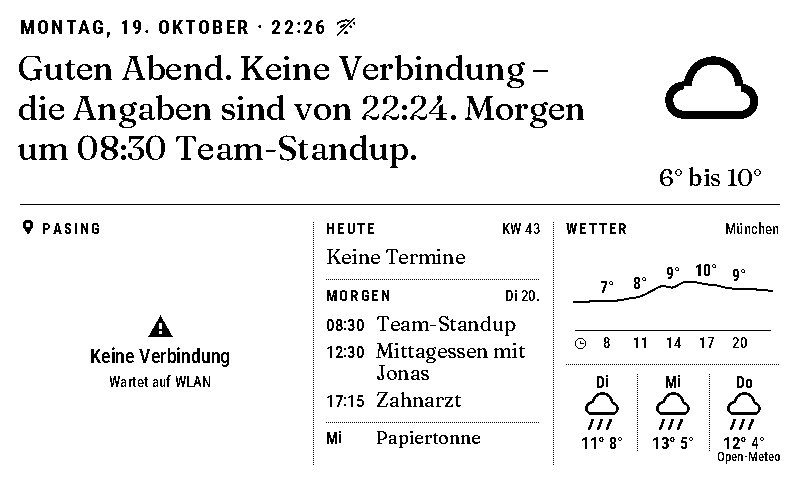 MONTAG, 19. OKTOBER · 22:26
Guten Abend. Keine Verbindung –
die Angaben sind von 22:24. Morgen
um 08:30 Team-Standup.
6° bis 10°
PASING
Keine Verbindung
Wartet auf WLAN
HEUTE KW 43
Keine Termine
MORGEN Di 20.
08:30 Team-Standup
12:30 Mittagessen mit
Jonas
17:15 Zahnarzt
Mi Papiertonne
WETTER München
7° 8° 9° 10° 9°
8 11 14 17 20
Di Mi Do
11° 8° 13° 5° 12° 4°
Open-Meteo